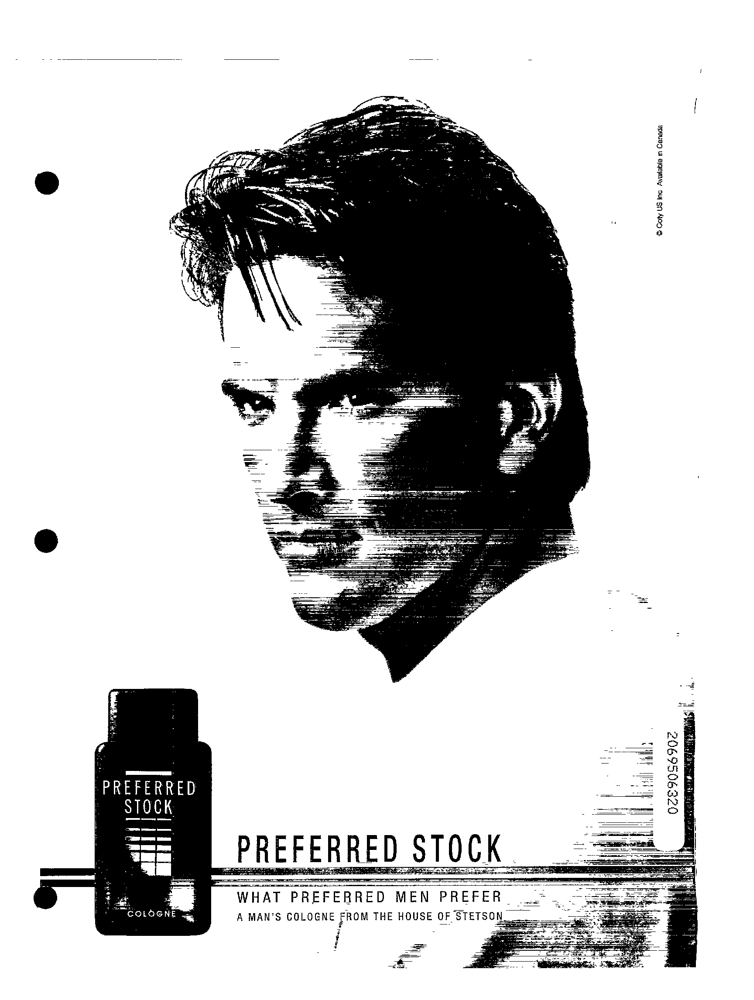 © Coty US Inc Available in Canada
2069506320
PREFERRED
STOCK
COLOGNE
PREFERRED STOCK
WHAT PREFERRED MEN PREFER
A MAN'S COLOGNE FROM THE HOUSE OF STETSON